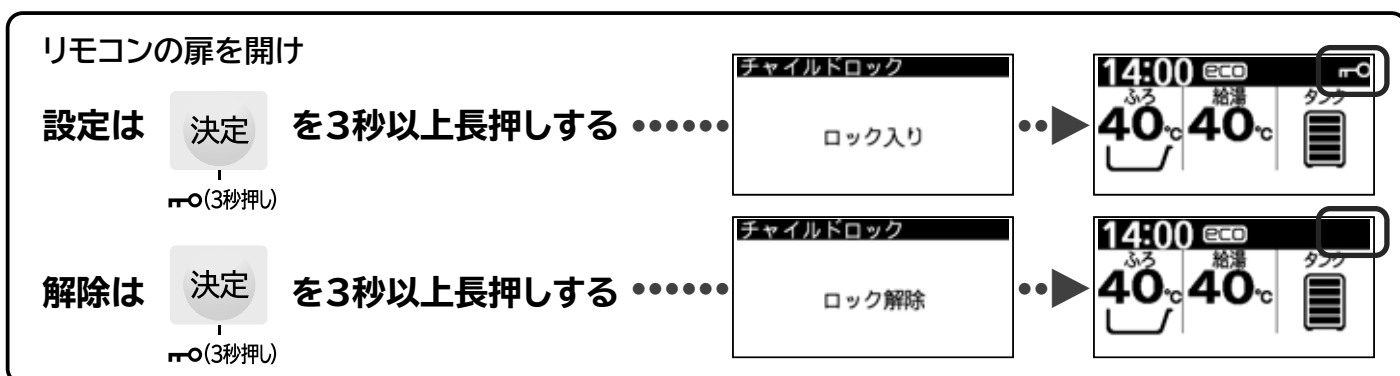 リモコンの扉を開け
設定は 決定 を3秒以上長押しする
(3秒押し)
チャイルドロック
ロック入り
14:00 eco
ふろ 給湯 タンク
40℃ 40℃
解除は 決定 を3秒以上長押しする
(3秒押し)
チャイルドロック
ロック解除
14:00 eco
ふろ 給湯 タンク
40℃ 40℃